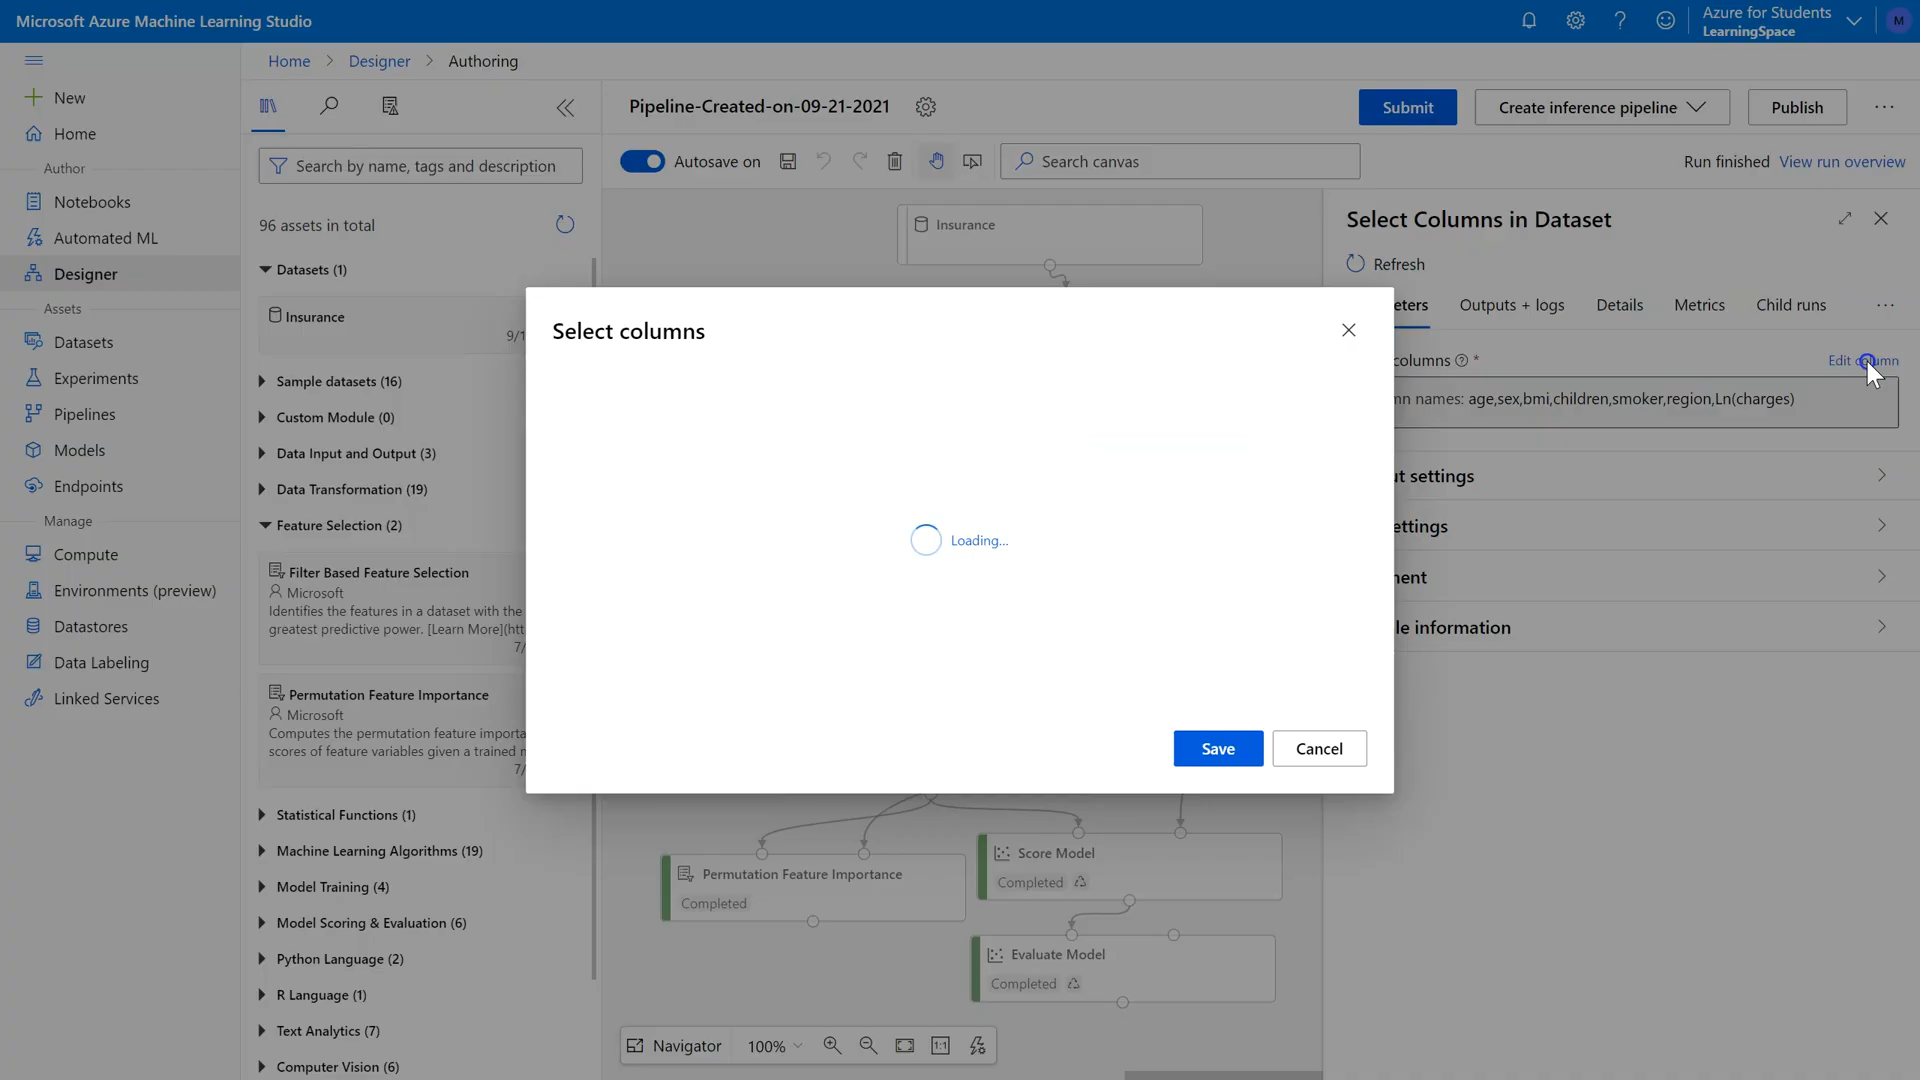 Microsoft Azure Machine Learning Studio
Azure for Students
LearningSpace
M
New
Home
Author
Notebooks
Automated ML
Designer
Assets
Datasets
Experiments
Pipelines
Models
Endpoints
Manage
Compute
Environments (preview)
Datastores
Data Labeling
Linked Services
Home > Designer > Authoring
Search by name, tags and description
96 assets in total
Datasets (1)
Insurance
9/1
Sample datasets (16)
Custom Module (0)
Data Input and Output (3)
Data Transformation (19)
Feature Selection (2)
Filter Based Feature Selection
Microsoft
Identifies the features in a dataset with the
greatest predictive power. [Learn More](htt
7/
Permutation Feature Importance
Microsoft
Computes the permutation feature importa
scores of feature variables given a trained m
7/
Statistical Functions (1)
Machine Learning Algorithms (19)
Model Training (4)
Model Scoring & Evaluation (6)
Python Language (2)
R Language (1)
Text Analytics (7)
Computer Vision (6)
Pipeline-Created-on-09-21-2021
Submit
Create inference pipeline
Publish
Autosave on
Search canvas
Run finished View run overview
Insurance
Select columns
Loading...
Save
Cancel
Permutation Feature Importance
Completed
Score Model
Completed
Evaluate Model
Completed
Navigator
100%
1:1
Select Columns in Dataset
Refresh
eters
Outputs + logs
Details
Metrics
Child runs
columns *
mn names: age,sex,bmi,children,smoker,region,Ln(charges)
ut settings
ettings
nent
le information